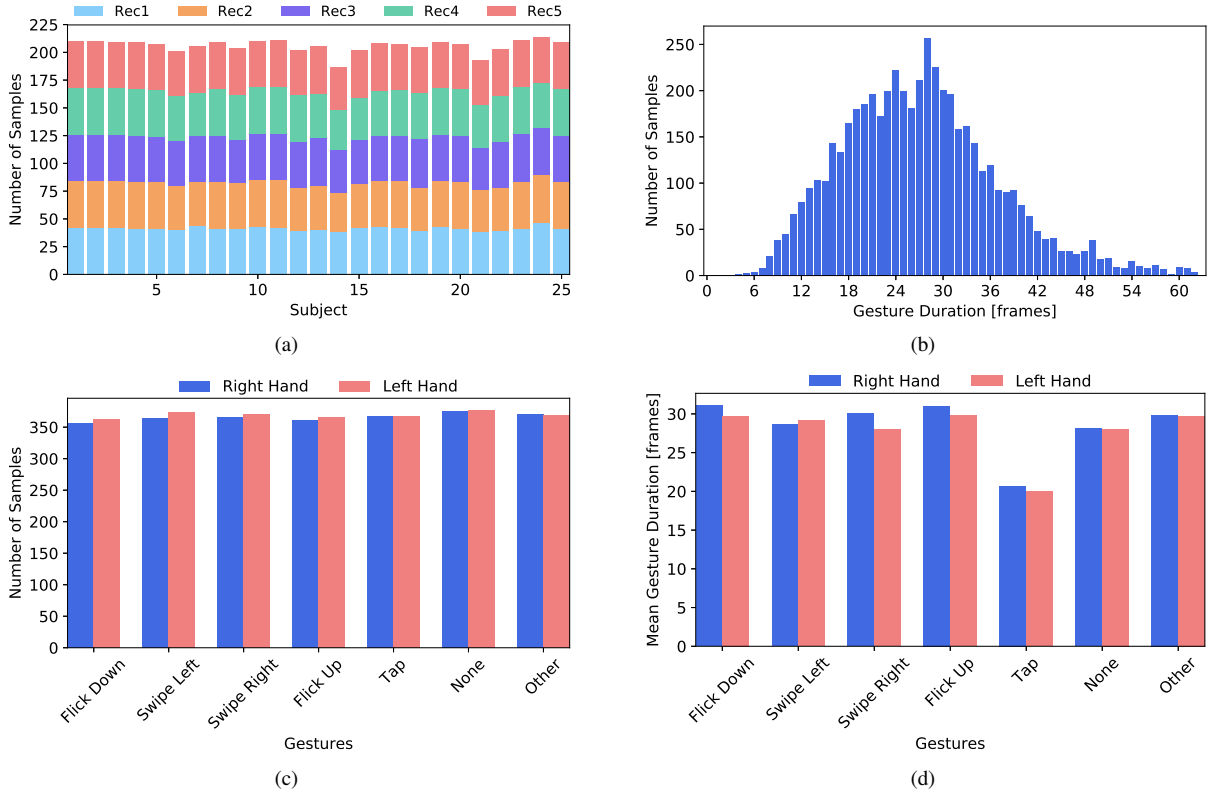 Rec1 Rec2 Rec3 Rec4 Rec5
225
200
175
150
125
100
75
50
25
0
Number of Samples
5 10 15 20 25
Subject
(a)
250
200
150
100
50
0
Number of Samples
0 6 12 18 24 30 36 42 48 54 60
Gesture Duration [frames]
(b)
Right Hand Left Hand
350
300
250
200
150
100
50
0
Number of Samples
Flick Down Swipe Left Swipe Right Flick Up Tap None Other
Gestures
(c)
Right Hand Left Hand
30
25
20
15
10
5
0
Mean Gesture Duration [frames]
Flick Down Swipe Left Swipe Right Flick Up Tap None Other
Gestures
(d)